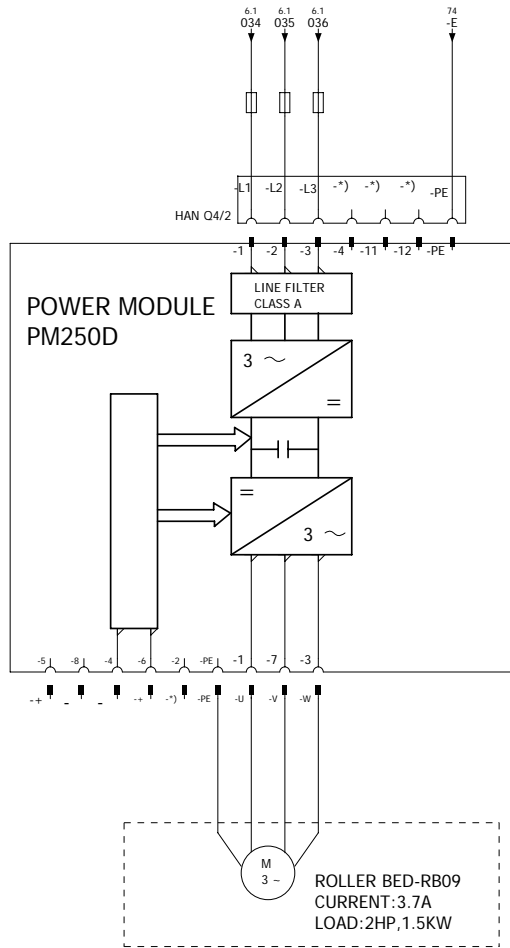 6.1 6.1 6.1 74
034 035 036 -E
-L1 -L2 -L3 -*) -*) -*) -PE
HAN Q4/2
-1 -2 -3 -4 -11 -12 -PE
LINE FILTER
CLASS A
POWER MODULE
PM250D
3 ~
=
=
3 ~
-5 -8 -4 -6 -2 -PE -1 -7 -3
-+ - - -+ -*) -PE -U -V -W
M
3 ~
ROLLER BED-RB09
CURRENT:3.7A
LOAD:2HP,1.5KW